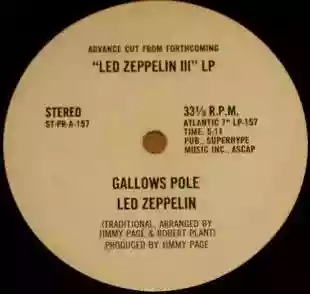 ADVANCE CUT FROM FORTHCOMING
"LED ZEPPELIN III" LP
STEREO
ST-PR-A-157
33⅓ R.P.M.
ATLANTIC 7" LP-157
TIME: 5:11
PUB., SUPERHYPE
MUSIC INC., ASCAP
GALLOWS POLE
LED ZEPPELIN
(TRADITIONAL, ARRANGED BY
JIMMY PAGE & ROBERT PLANT)
PRODUCED BY JIMMY PAGE